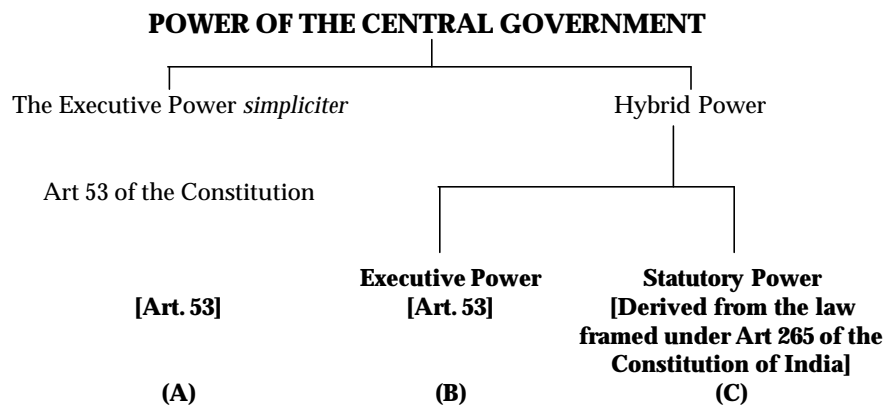 POWER OF THE CENTRAL GOVERNMENT
The Executive Power simpliciter
Hybrid Power
Art 53 of the Constitution
Executive Power
Statutory Power
[Art. 53]
[Art. 53]
[Derived from the law
framed under Art 265 of the
Constitution of India]
(A)
(B)
(C)